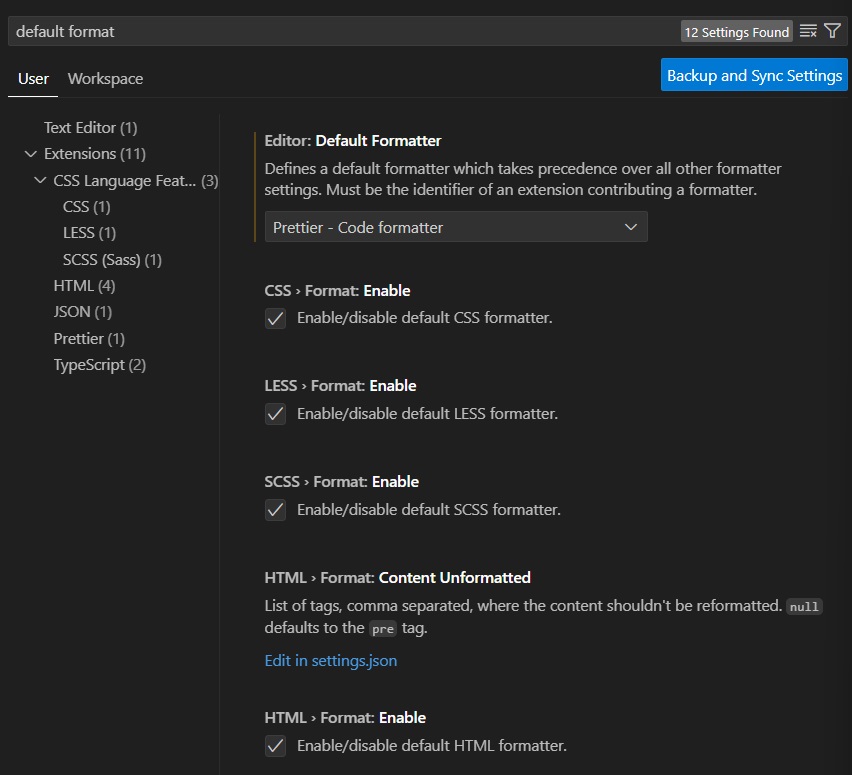 default format
12 Settings Found
User
Workspace
Backup and Sync Settings
Text Editor (1)
Extensions (11)
CSS Language Feat... (3)
CSS (1)
LESS (1)
SCSS (Sass) (1)
HTML (4)
JSON (1)
Prettier (1)
TypeScript (2)
Editor: Default Formatter
Defines a default formatter which takes precedence over all other formatter
settings. Must be the identifier of an extension contributing a formatter.
Prettier - Code formatter
CSS › Format: Enable
Enable/disable default CSS formatter.
LESS › Format: Enable
Enable/disable default LESS formatter.
SCSS › Format: Enable
Enable/disable default SCSS formatter.
HTML › Format: Content Unformatted
List of tags, comma separated, where the content shouldn't be reformatted. null
defaults to the pre tag.
Edit in settings.json
HTML › Format: Enable
Enable/disable default HTML formatter.